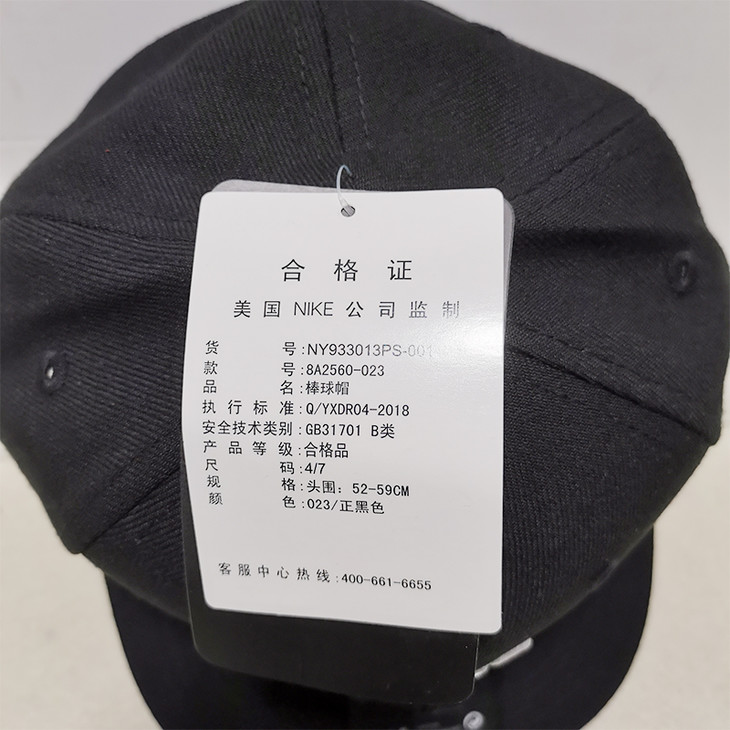 合格证
美国 NIKE 公司监制
货号:NY933013PS-001
款号:8A2560-023
品名:棒球帽
执行标准:Q/YXDR04-2018
安全技术类别:GB31701 B类
产品等级:合格品
尺码:4/7
规格:头围: 52-59CM
颜色:023/正黑色
客服中心热线:400-661-6655